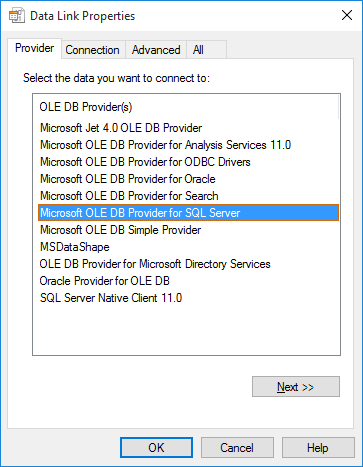 Data Link Properties
Provider Connection Advanced All
Select the data you want to connect to:
OLE DB Provider(s)
Microsoft Jet 4.0 OLE DB Provider
Microsoft OLE DB Provider for Analysis Services 11.0
Microsoft OLE DB Provider for ODBC Drivers
Microsoft OLE DB Provider for Oracle
Microsoft OLE DB Provider for Search
Microsoft OLE DB Provider for SQL Server
Microsoft OLE DB Simple Provider
MSDataShape
OLE DB Provider for Microsoft Directory Services
Oracle Provider for OLE DB
SQL Server Native Client 11.0
Next >>
OK Cancel Help